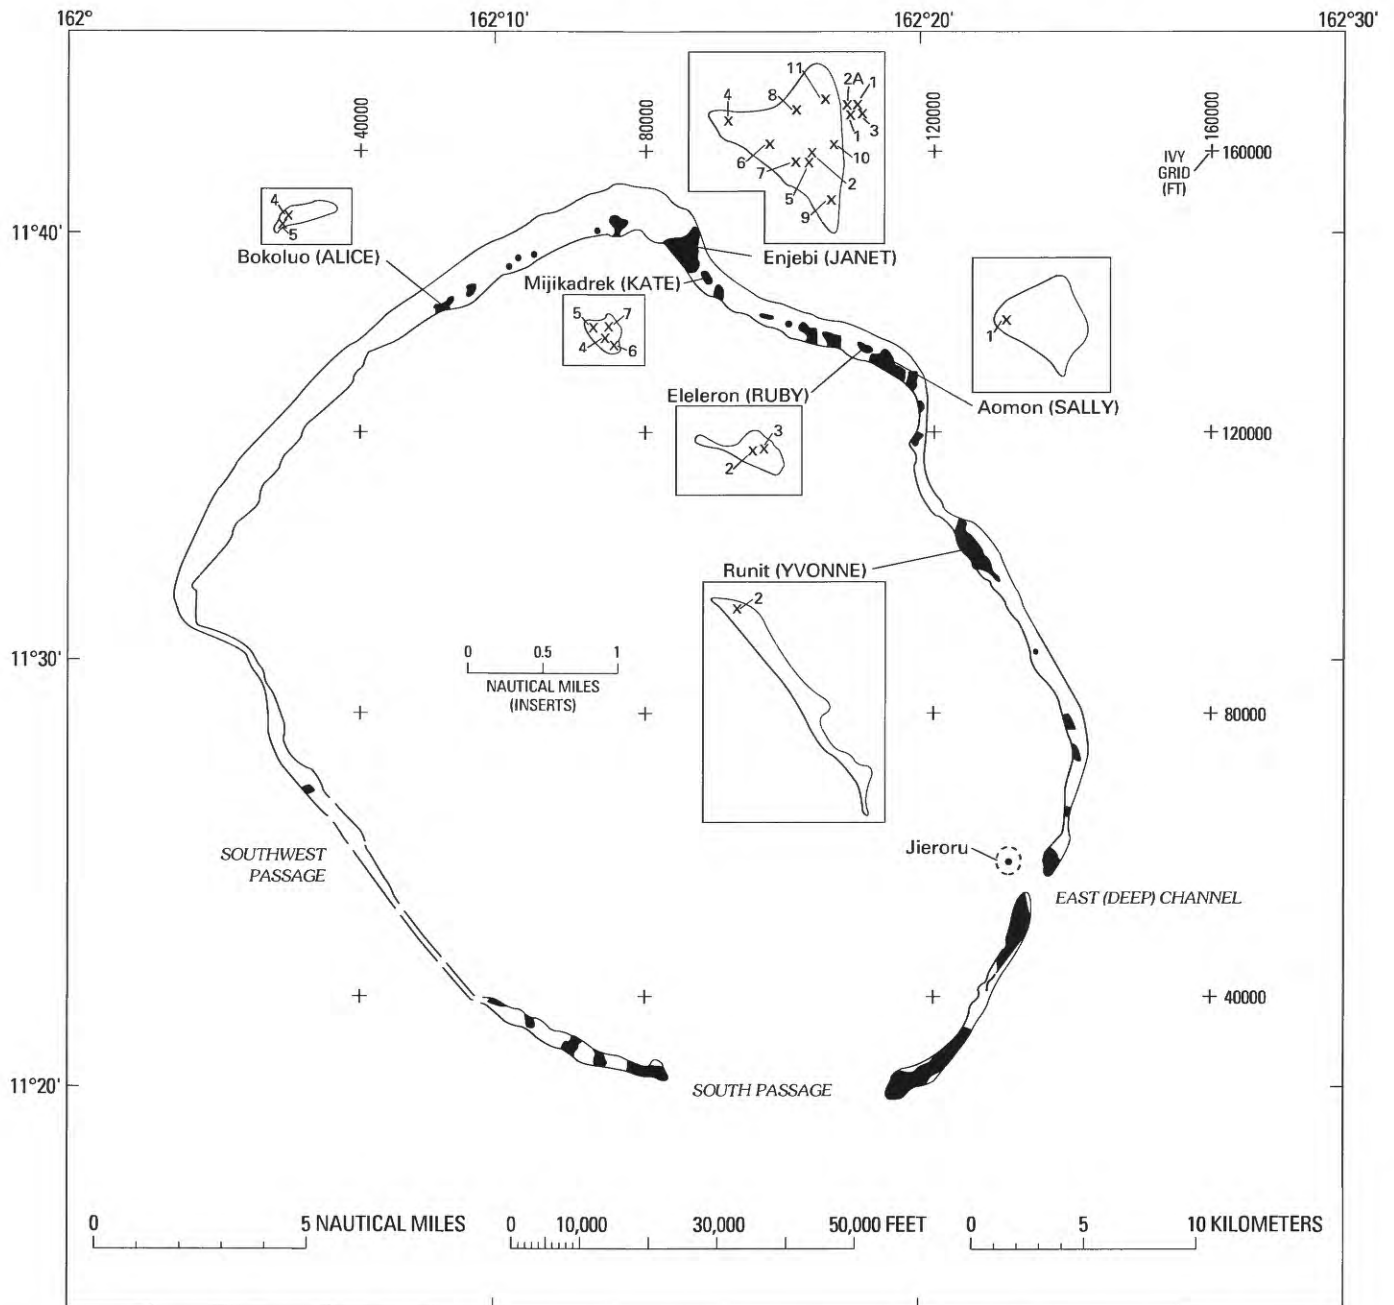 162° 162°10' 162°20' 162°30'
40000 80000 120000 160000
11 2A 1
4 8
3
1
6 10
7 2
5
9
IVY
GRID
(FT)
160000
4
5
11°40'
Bokoluo (ALICE)
Enjebi (JANET)
Mijikadrek (KATE)
5 7
4 6
1
Eleleron (RUBY)
Aomon (SALLY)
120000
3
2
Runit (YVONNE)
2
11°30'
0 0.5 1
NAUTICAL MILES
(INSERTS)
80000
Jieroru
SOUTHWEST
PASSAGE
EAST (DEEP) CHANNEL
40000
11°20'
SOUTH PASSAGE
0 5 NAUTICAL MILES 0 10,000 30,000 50,000 FEET 0 5 10 KILOMETERS